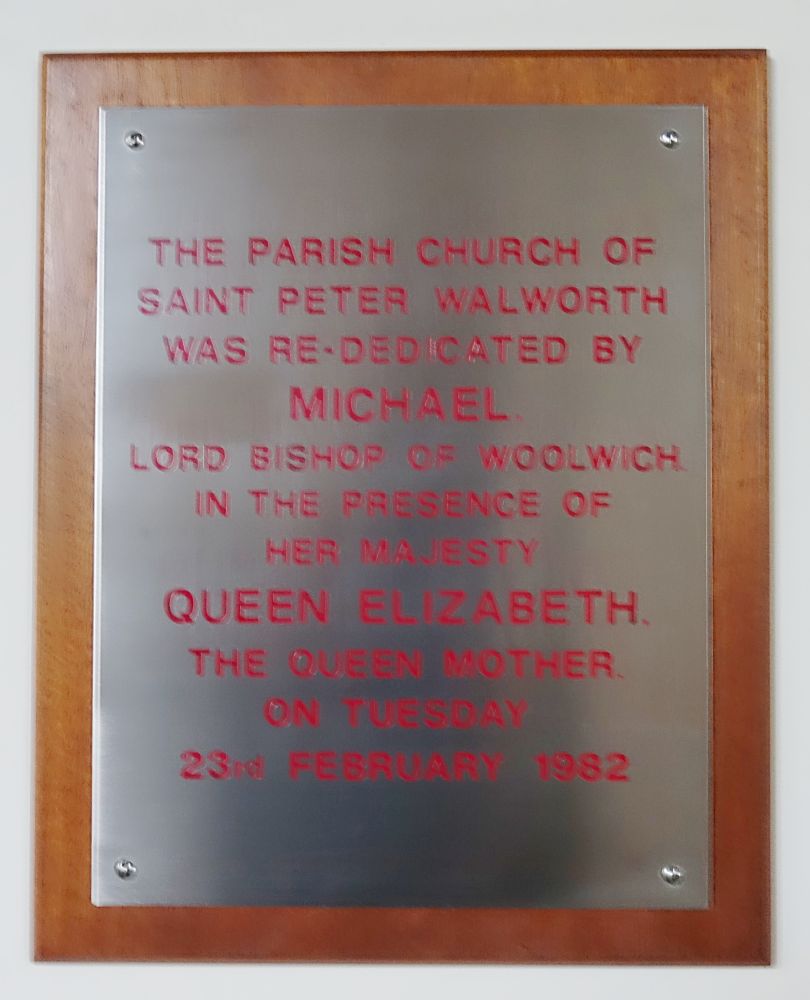 THE PARISH CHURCH OF
SAINT PETER WALWORTH
WAS RE-DEDICATED BY
MICHAEL.
LORD BISHOP OF WOOLWICH.
IN THE PRESENCE OF
HER MAJESTY
QUEEN ELIZABETH.
THE QUEEN MOTHER.
ON TUESDAY
23rd FEBRUARY 1982